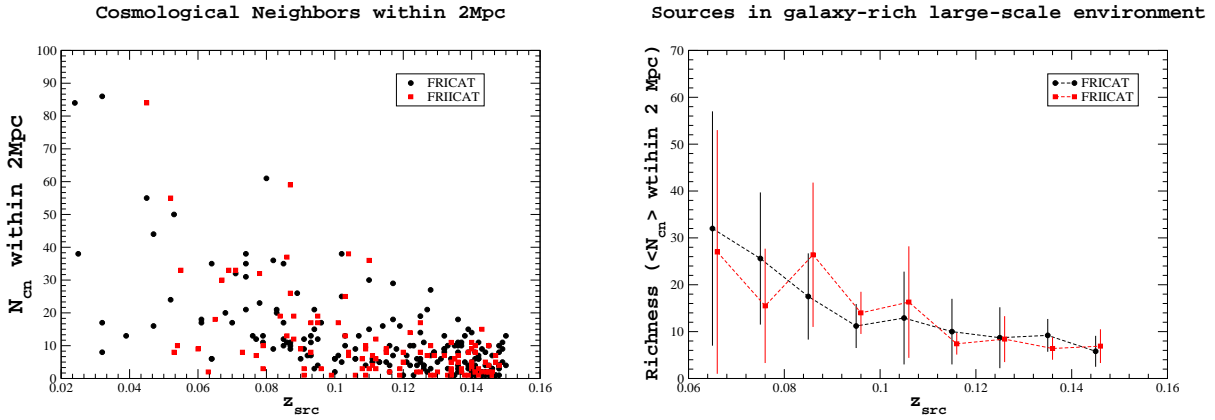 Cosmological Neighbors within 2Mpc
N_cn within 2Mpc
100
90
80
70
60
50
40
30
20
10
0
FRICAT
FRIICAT
0.02 0.04 0.06 0.08 0.1 0.12 0.14 0.16
z_src
Sources in galaxy-rich large-scale environment
Richness (<N_cn> wtihin 2 Mpc)
70
60
50
40
30
20
10
0
FRICAT
FRIICAT
0.06 0.08 0.1 0.12 0.14 0.16
z_src